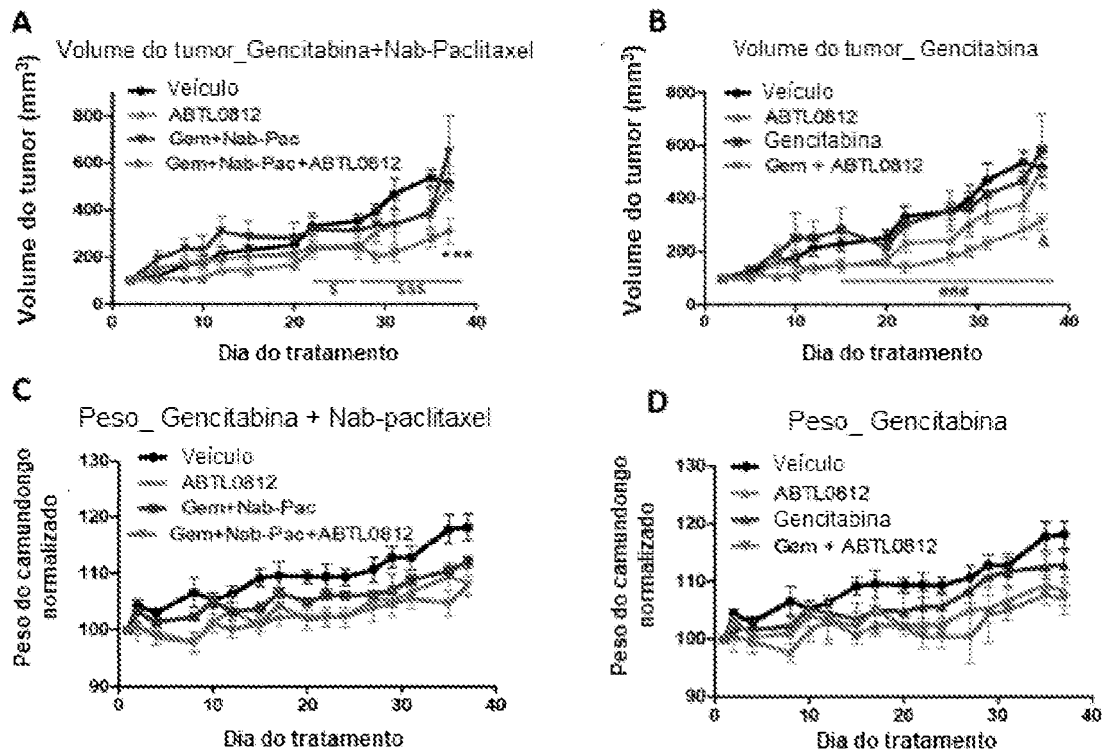 A
Volume do tumor_Gencitabina+Nab-Paclitaxel
Volume do tumor (mm³)
Veículo
ABTL0812
Gem+Nab-Pac
Gem+Nab-Pac+ABTL0812
800
600
400
200
0
***
$
$$$
0 10 20 30 40
Dia do tratamento
B
Volume do tumor_ Gencitabina
Volume do tumor (mm³)
Veículo
ABTL0812
Gencitabina
Gem + ABTL0812
800
600
400
200
0
0 10 20 30 40
Dia do tratamento
C
Peso_ Gencitabina + Nab-paclitaxel
Peso do camundongo
normalizado
Veículo
ABTL0812
Gem+Nab-Pac
Gem+Nab-Pac+ABTL0812
130
120
110
100
90
0 10 20 30 40
Dia do tratamento
D
Peso_ Gencitabina
Peso do camundongo
normalizado
Veículo
ABTL0812
Gencitabina
Gem + ABTL0812
130
120
110
100
90
0 10 20 30 40
Dia do tratamento